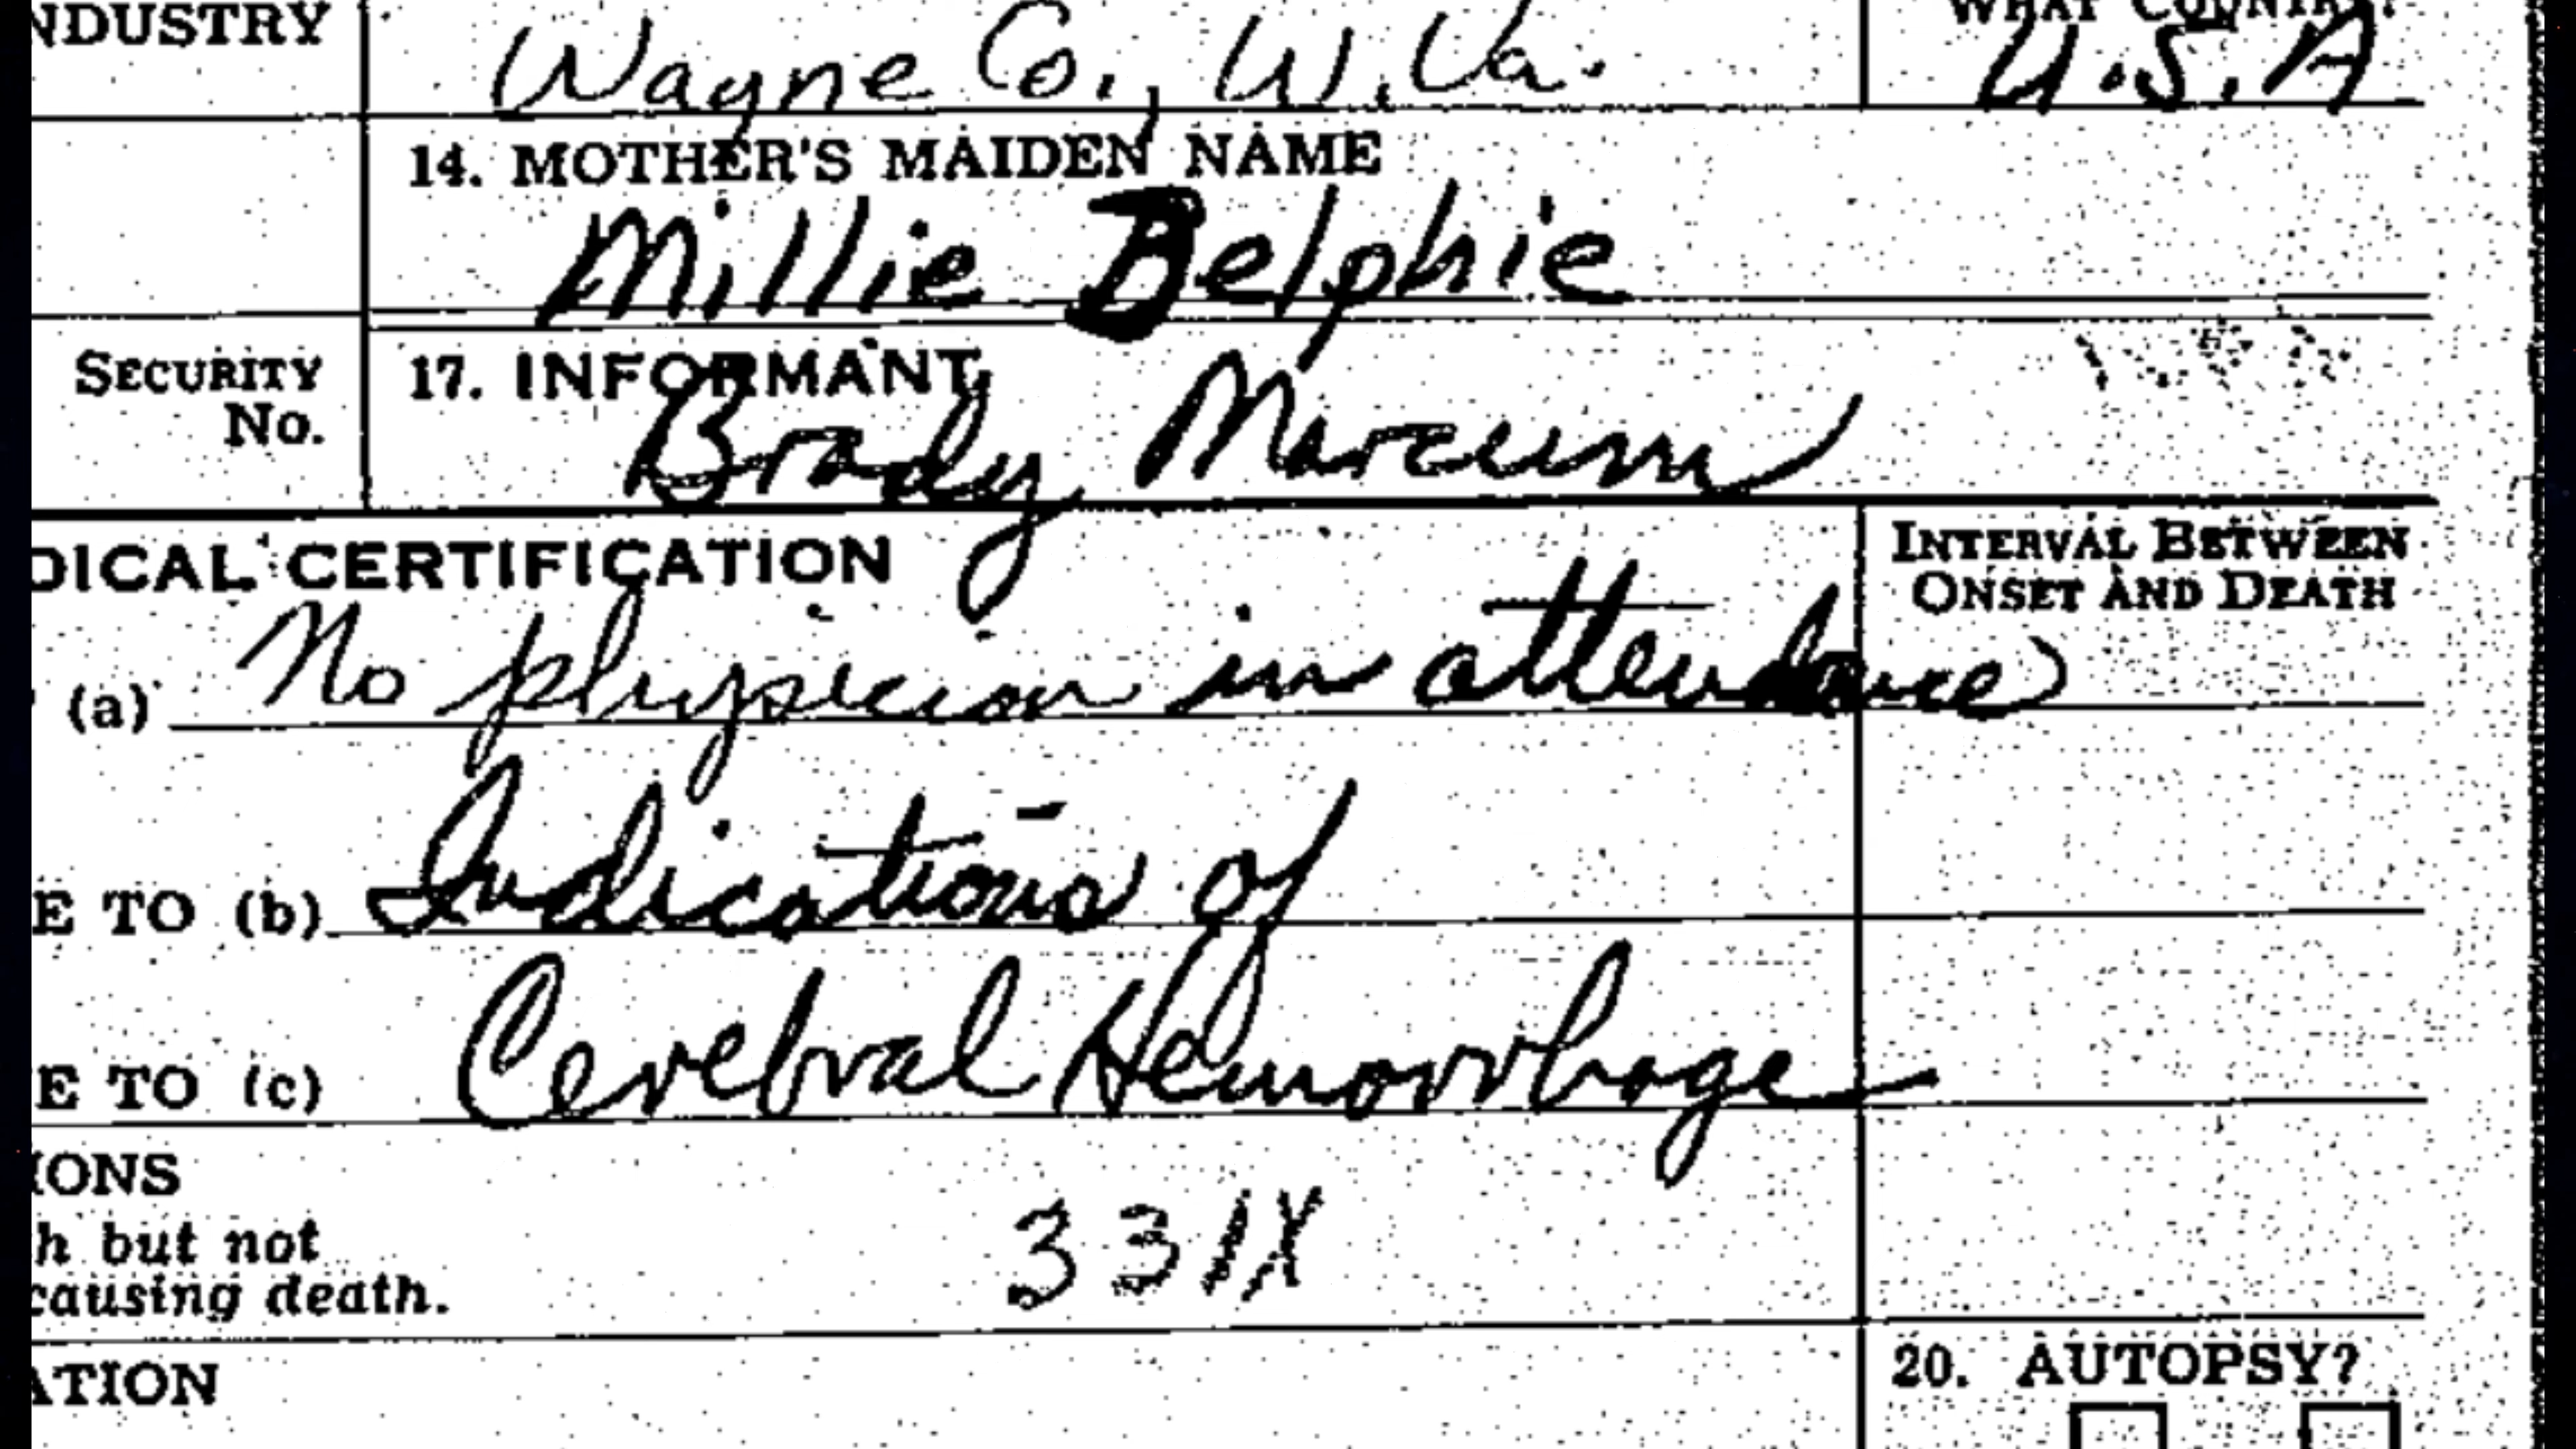 NDUSTRY
WHAT COUNTRY?
Wayne Co., W.Va.
U.S.A
14. MOTHER'S MAIDEN NAME
Millie Belphie
SECURITY
No.
17. INFORMANT
Brady Marcum
DICAL CERTIFICATION
INTERVAL BETWEEN
ONSET AND DEATH
(a) No physician in attendance
E TO (b) Indications of
E TO (c) Cerebral Hemorrhage
IONS
h but not
causing death.
331X
ATION
20. AUTOPSY?